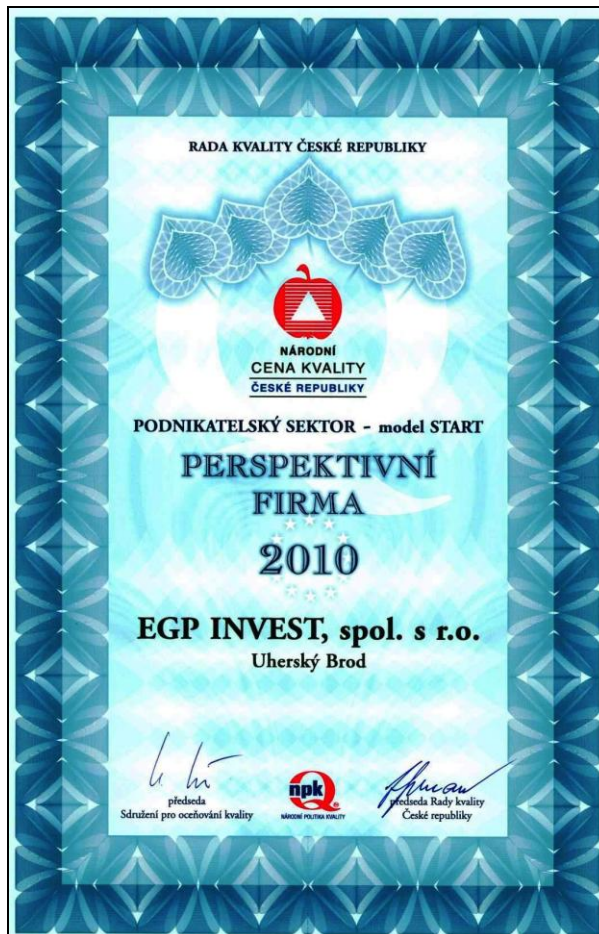 RADA KVALITY ČESKÉ REPUBLIKY
NÁRODNÍ
CENA KVALITY
ČESKÉ REPUBLIKY
PODNIKATELSKÝ SEKTOR - model START
PERSPEKTIVNÍ
FIRMA
2010
EGP INVEST, spol. s r.o.
Uherský Brod
předseda
Sdružení pro oceňování kvality
npk
Q
NÁRODNÍ POLITIKA KVALITY
předseda Rady kvality
České republiky